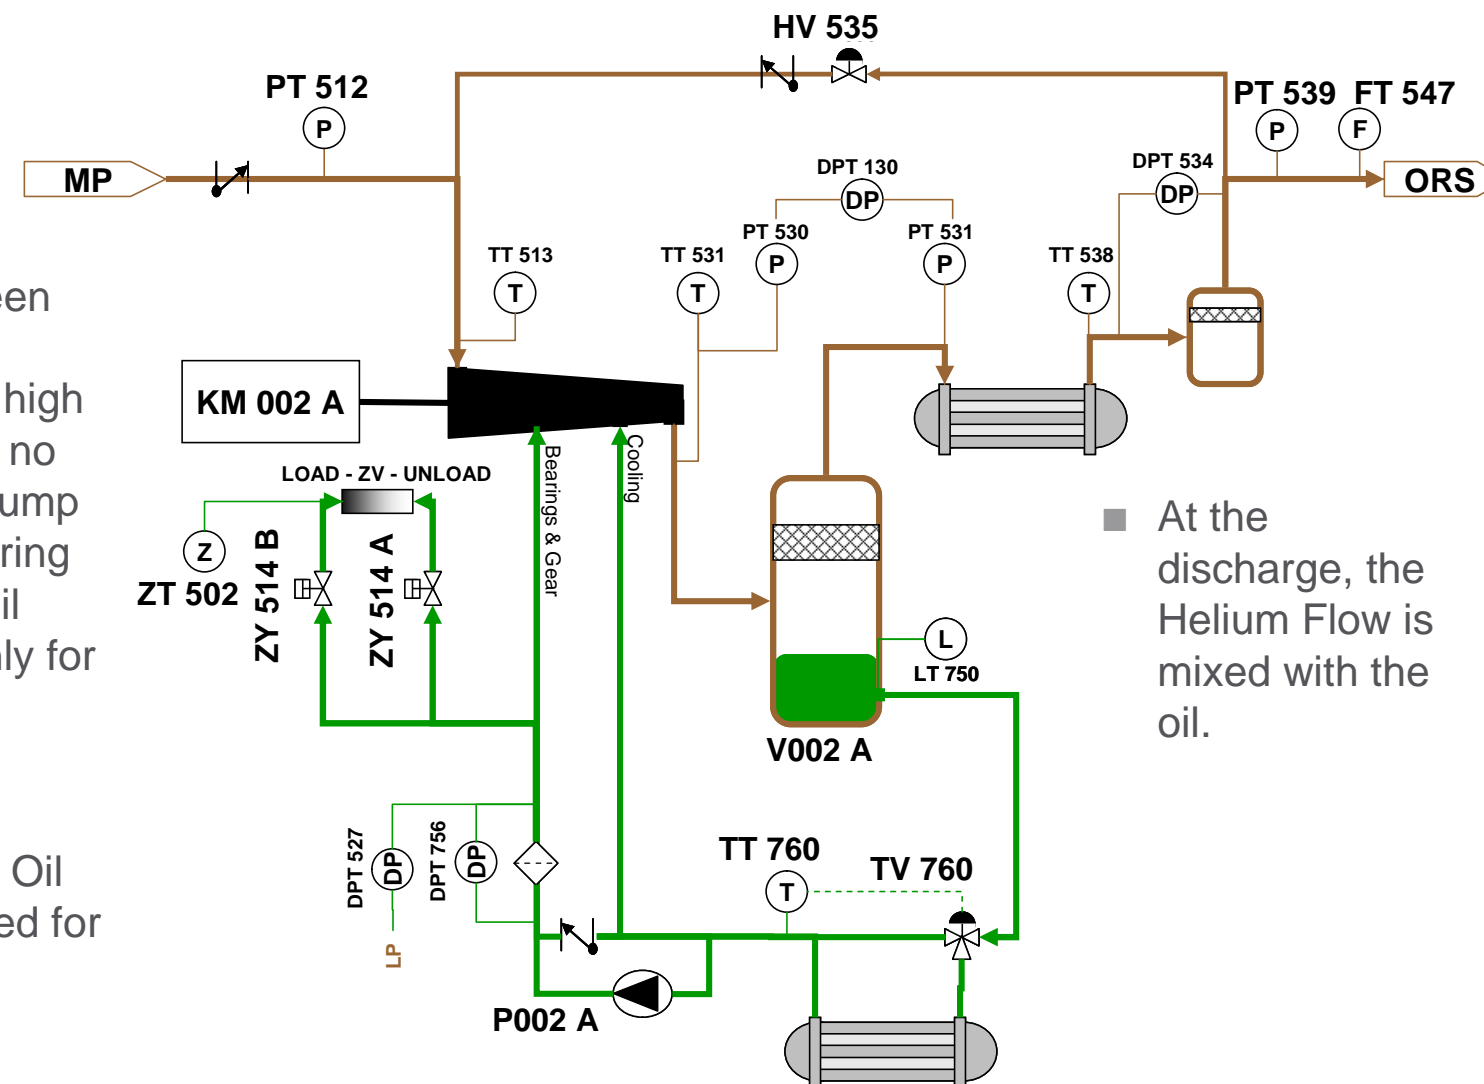 HV 535
PT 512
P
PT 539
P
FT 547
F
MP
ORS
DPT 130
DP
DPT 534
DP
PT 530
P
PT 531
P
TT 513
T
TT 531
T
TT 538
T
een
high
no
ump
ring
il
ly for
Oil
ed for
KM 002 A
LOAD - ZV - UNLOAD
Bearings & Gear
Cooling
Z
ZT 502
ZY 514 B
ZY 514 A
L
LT 750
V002 A
At the
discharge, the
Helium Flow is
mixed with the
oil.
DPT 527
DP
DPT 756
DP
LP
TT 760
T
TV 760
P002 A